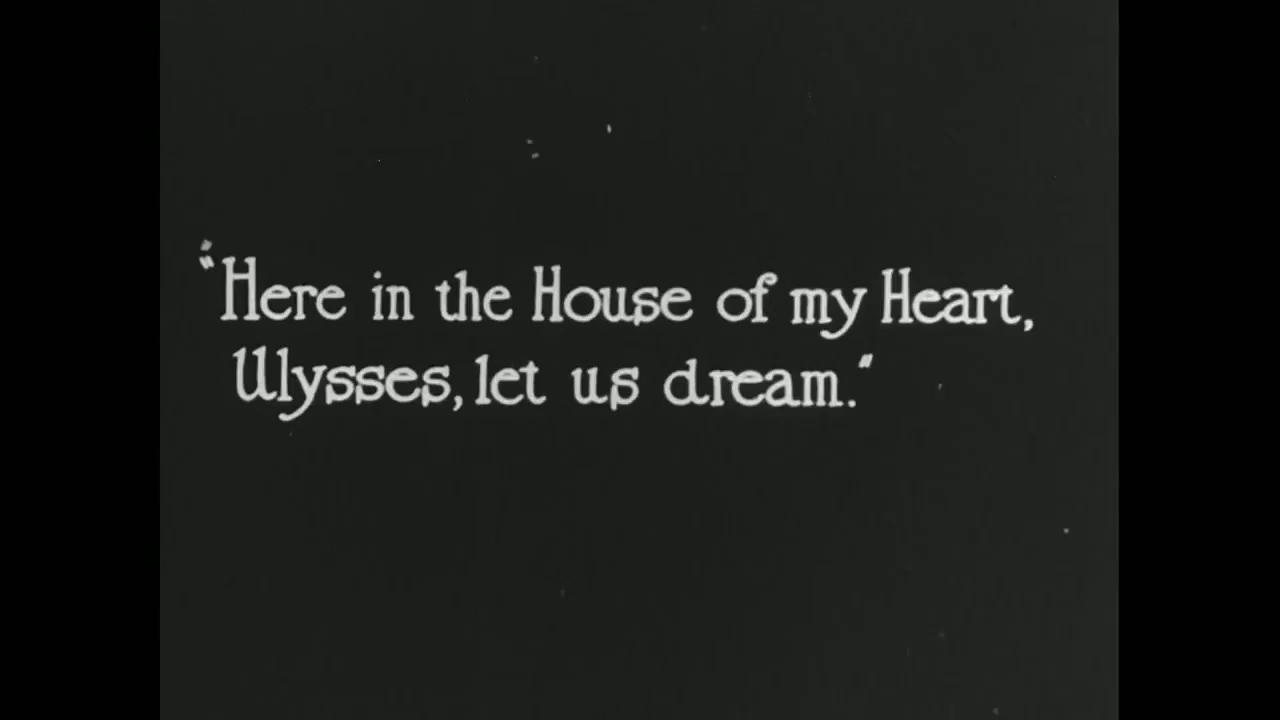 "Here in the House of my Heart,
Ulysses, let us dream."